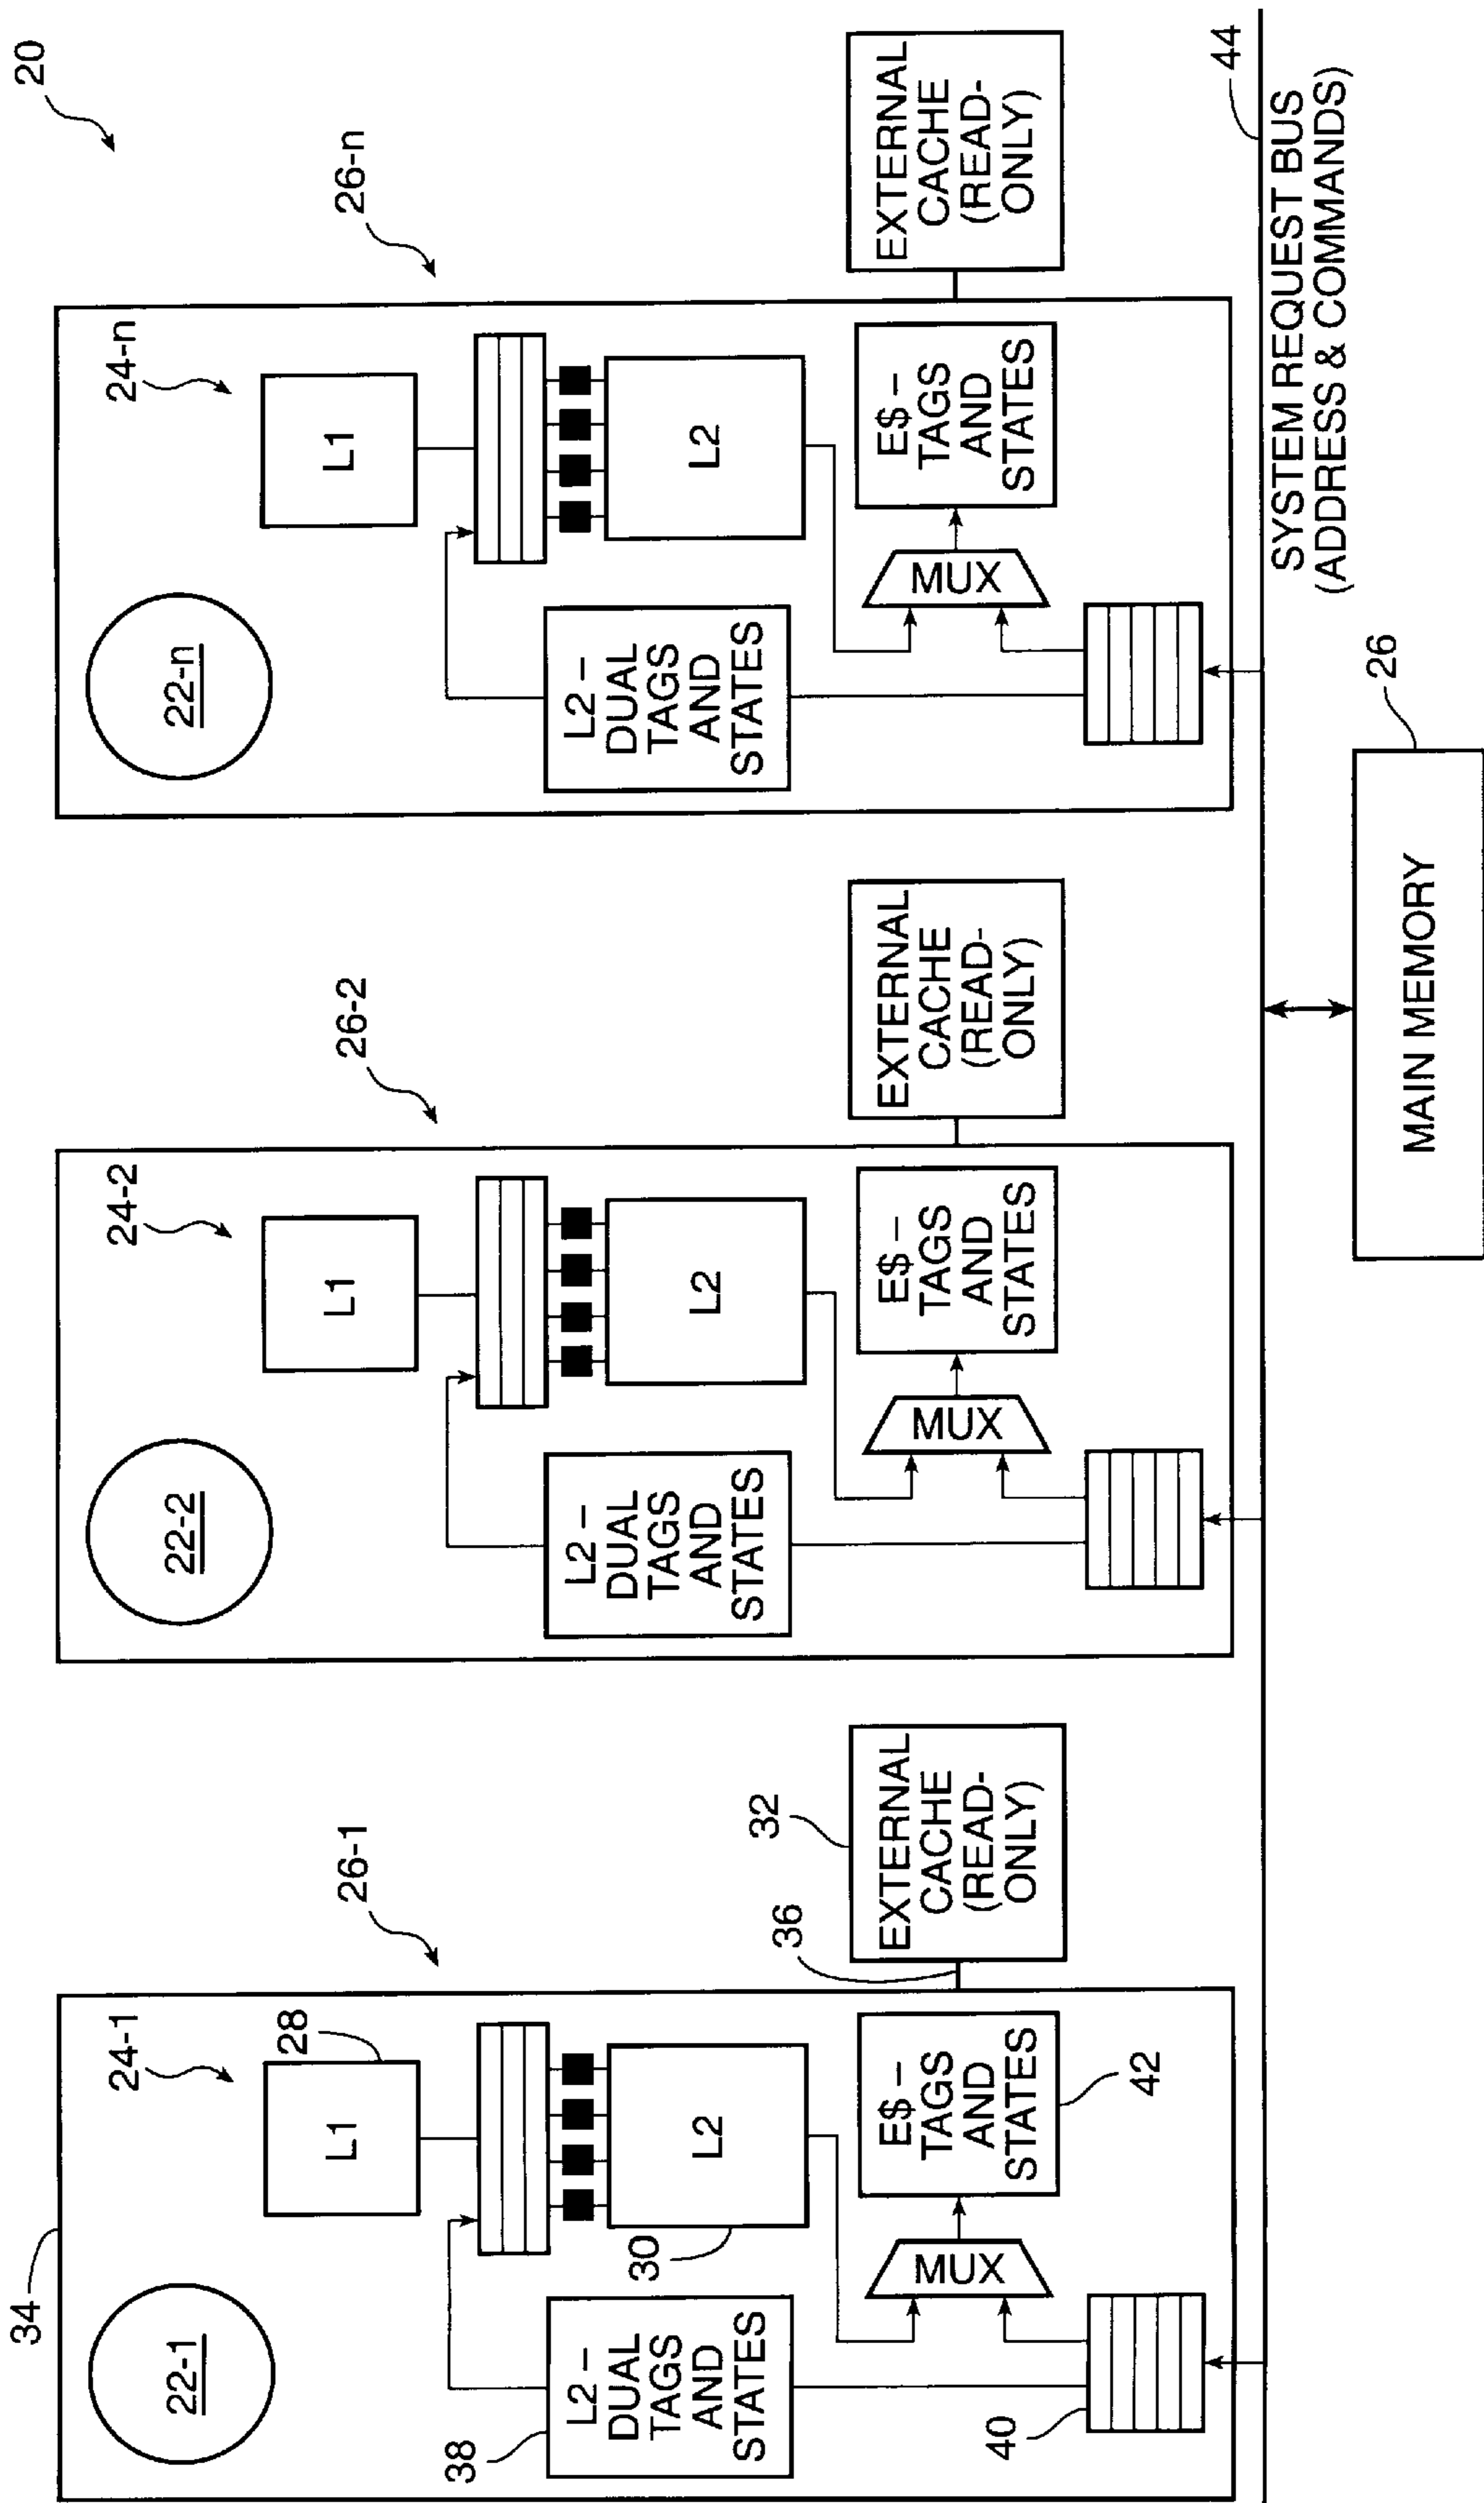 20
34
22-1
24-1
L1
28
26-1
L2 –
DUAL
TAGS
AND
STATES
38
L2
30
MUX
E$ –
TAGS
AND
STATES
42
40
36
32
EXTERNAL
CACHE
(READ-
ONLY)
22-2
24-2
L1
26-2
L2 –
DUAL
TAGS
AND
STATES
L2
MUX
E$ –
TAGS
AND
STATES
EXTERNAL
CACHE
(READ-
ONLY)
22-n
24-n
L1
26-n
L2 –
DUAL
TAGS
AND
STATES
L2
MUX
E$ –
TAGS
AND
STATES
EXTERNAL
CACHE
(READ-
ONLY)
44
SYSTEM REQUEST BUS
(ADDRESS & COMMANDS)
26
MAIN MEMORY